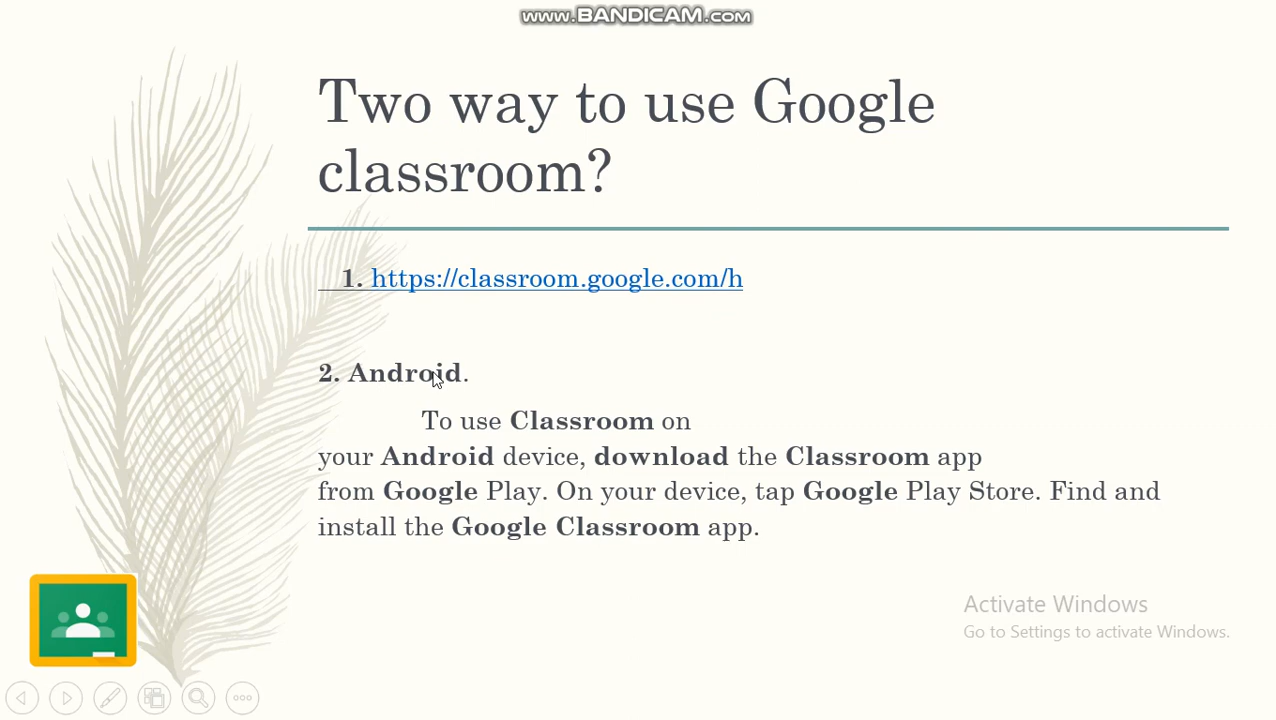 www.BANDICAM.com
Two way to use Google
classroom?
1. https://classroom.google.com/h
2. Android.
To use Classroom on
your Android device, download the Classroom app
from Google Play. On your device, tap Google Play Store. Find and
install the Google Classroom app.
Activate Windows
Go to Settings to activate Windows.